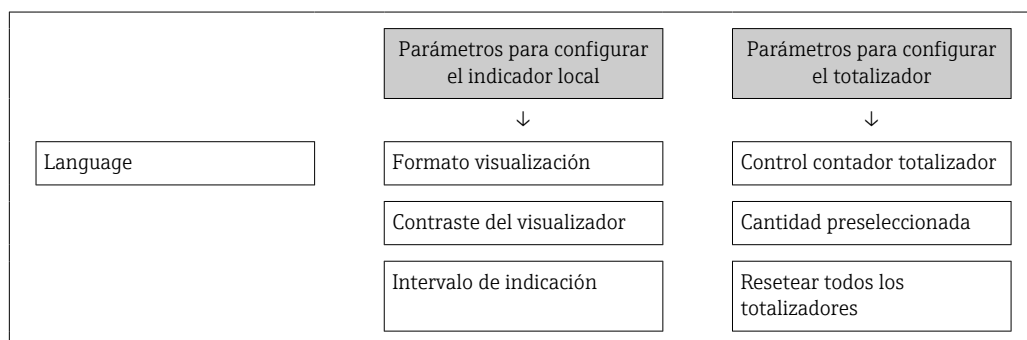 Parámetros para configurar
el indicador local
Parámetros para configurar
el totalizador
↓
↓
Language
Formato visualización
Control contador totalizador
Contraste del visualizador
Cantidad preseleccionada
Intervalo de indicación
Resetear todos los
totalizadores